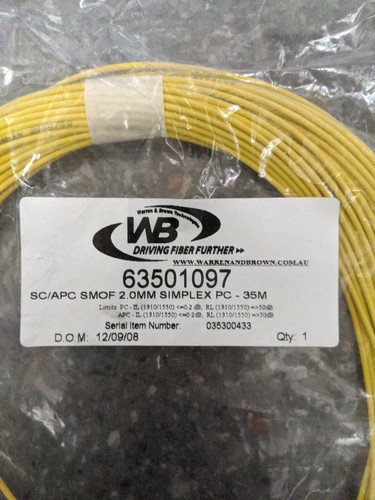 Warren & Brown Technologies
WB
DRIVING FIBER FURTHER
WWW.WARRENANDBROWN.COM.AU
63501097
SC/APC SMOF 2.0MM SIMPLEX PC - 35M
Limits PC - IL (1310/1550) <=0.2 dB, RL (1310/1550) =>50dB
APC - IL (1310/1550) <=0.2 dB, RL (1310/1550) =>70dB
Serial Item Number: 035300433
D.O.M: 12/09/08 Qty: 1